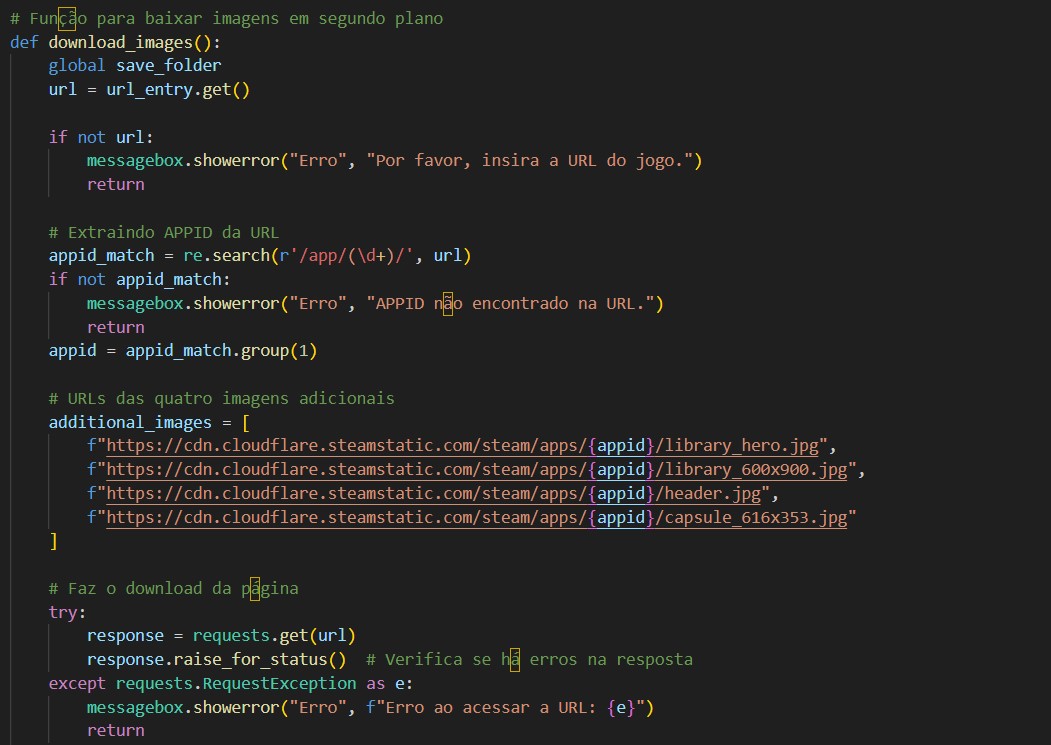 # Função para baixar imagens em segundo plano
def download_images():
    global save_folder
    url = url_entry.get()

    if not url:
        messagebox.showerror("Erro", "Por favor, insira a URL do jogo.")
        return

    # Extraindo APPID da URL
    appid_match = re.search(r'/app/(\d+)/', url)
    if not appid_match:
        messagebox.showerror("Erro", "APPID não encontrado na URL.")
        return
    appid = appid_match.group(1)

    # URLs das quatro imagens adicionais
    additional_images = [
        f"https://cdn.cloudflare.steamstatic.com/steam/apps/{appid}/library_hero.jpg",
        f"https://cdn.cloudflare.steamstatic.com/steam/apps/{appid}/library_600x900.jpg",
        f"https://cdn.cloudflare.steamstatic.com/steam/apps/{appid}/header.jpg",
        f"https://cdn.cloudflare.steamstatic.com/steam/apps/{appid}/capsule_616x353.jpg"
    ]

    # Faz o download da página
    try:
        response = requests.get(url)
        response.raise_for_status()  # Verifica se há erros na resposta
    except requests.RequestException as e:
        messagebox.showerror("Erro", f"Erro ao acessar a URL: {e}")
        return